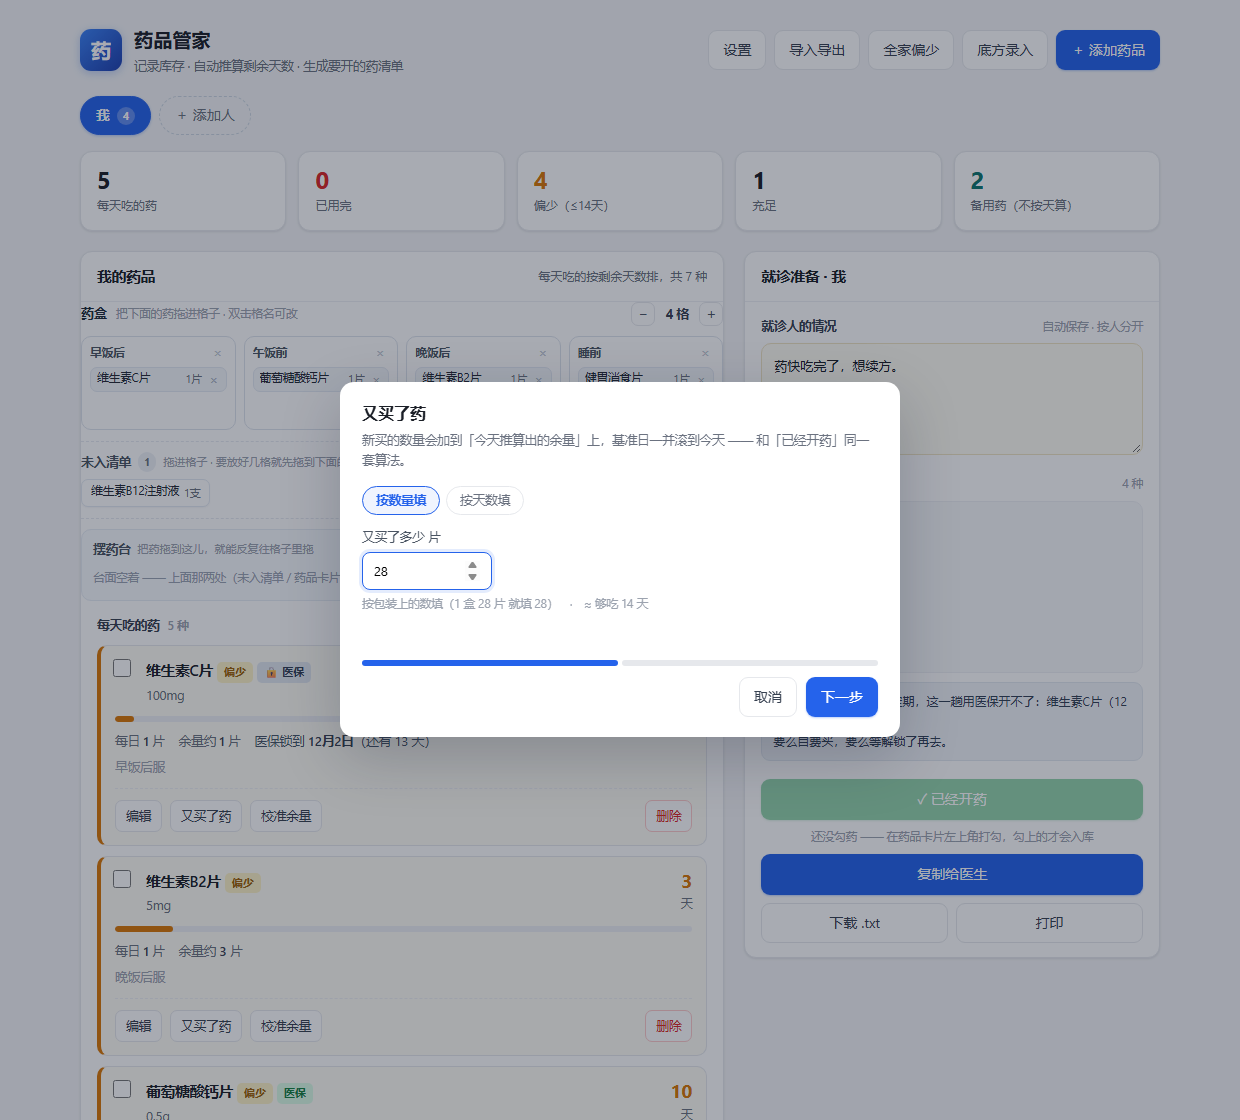 药
药品管家
记录库存 · 自动推算剩余天数 · 生成要开的药清单
设置
导入导出
全家偏少
底方录入
+ 添加药品
我 4
+ 添加人
5
每天吃的药
0
已用完
4
偏少（≤14天）
1
充足
2
备用药（不按天算）
我的药品
每天吃的按剩余天数排，共 7 种
药盒 把下面的药拖进格子 · 双击格名可改
− 4 格 +
早饭后 ×
维生素C片 1片 ×
午饭前 ×
葡萄糖酸钙片 1片 ×
晚饭后 ×
维生素B2片 1片 ×
睡前 ×
健胃消食片 1片 ×
未入清单 1 拖进格子 · 要放好几格就先拖到下面的
维生素B12注射液 1支
摆药台 把药拖到这儿，就能反复往格子里拖
台面空着 —— 上面那两处（未入清单 / 药品卡片
每天吃的药 5 种
维生素C片 偏少 🔒 医保
100mg
每日 1 片 余量约 1 片 医保锁到 12月2日（还有 13 天）
早饭后服
编辑
又买了药
校准余量
删除
维生素B2片 偏少
5mg
3
天
每日 1 片 余量约 3 片
晚饭后服
编辑
又买了药
校准余量
删除
葡萄糖酸钙片 偏少 医保
0.5g
10
天
就诊准备 · 我
就诊人的情况
自动保存 · 按人分开
药快吃完了，想续方。
4 种
期，这一趟用医保开不了：维生素C片（12
要么自费买，要么等解锁了再去。
✓ 已经开药
还没勾药 —— 在药品卡片左上角打勾，勾上的才会入库
复制给医生
下载 .txt
打印
又买了药
新买的数量会加到「今天推算出的余量」上，基准日一并滚到今天 —— 和「已经开药」同一
套算法。
按数量填
按天数填
又买了多少 片
28
按包装上的数填（1 盒 28 片 就填 28） · ≈ 够吃 14 天
取消
下一步